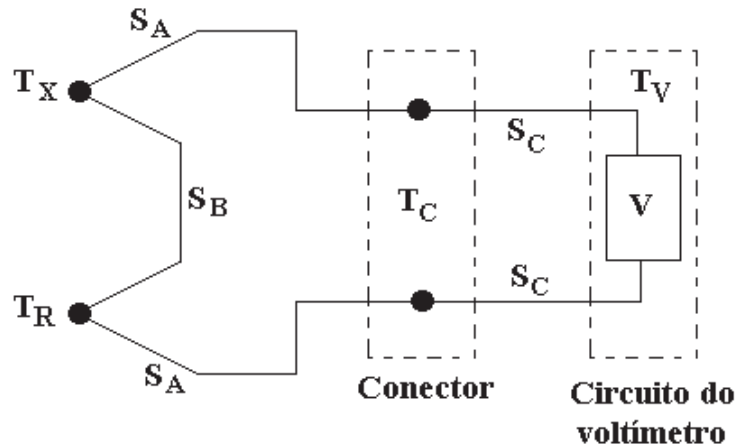 S_A
T_X
T_V
S_C
S_B
T_C
V
S_C
T_R
S_A
Conector
Circuito do
voltímetro